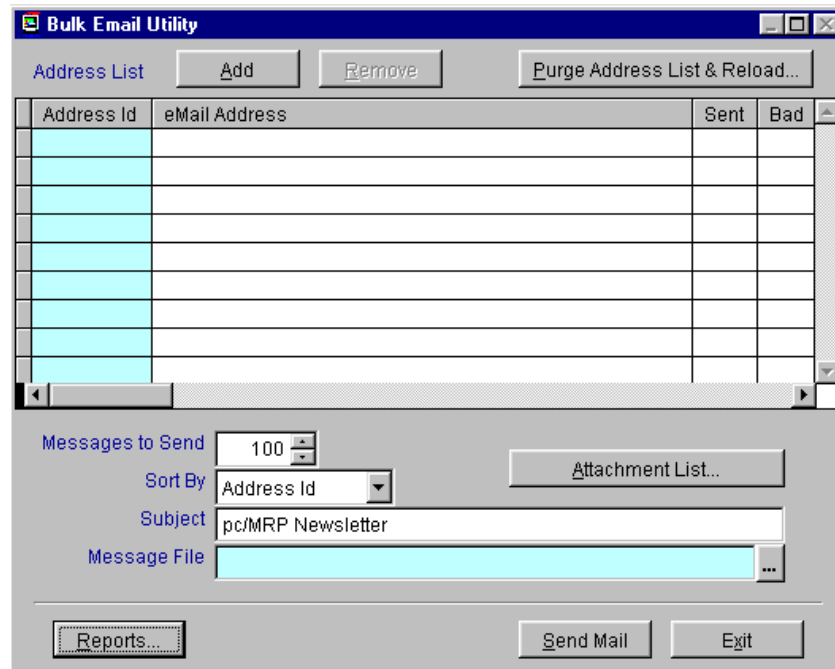 Bulk Email Utility
Address List Add Remove Purge Address List & Reload...
Address Id eMail Address Sent Bad
Messages to Send 100
Attachment List...
Sort By Address Id
Subject pc/MRP Newsletter
Message File ...
Reports... Send Mail Exit